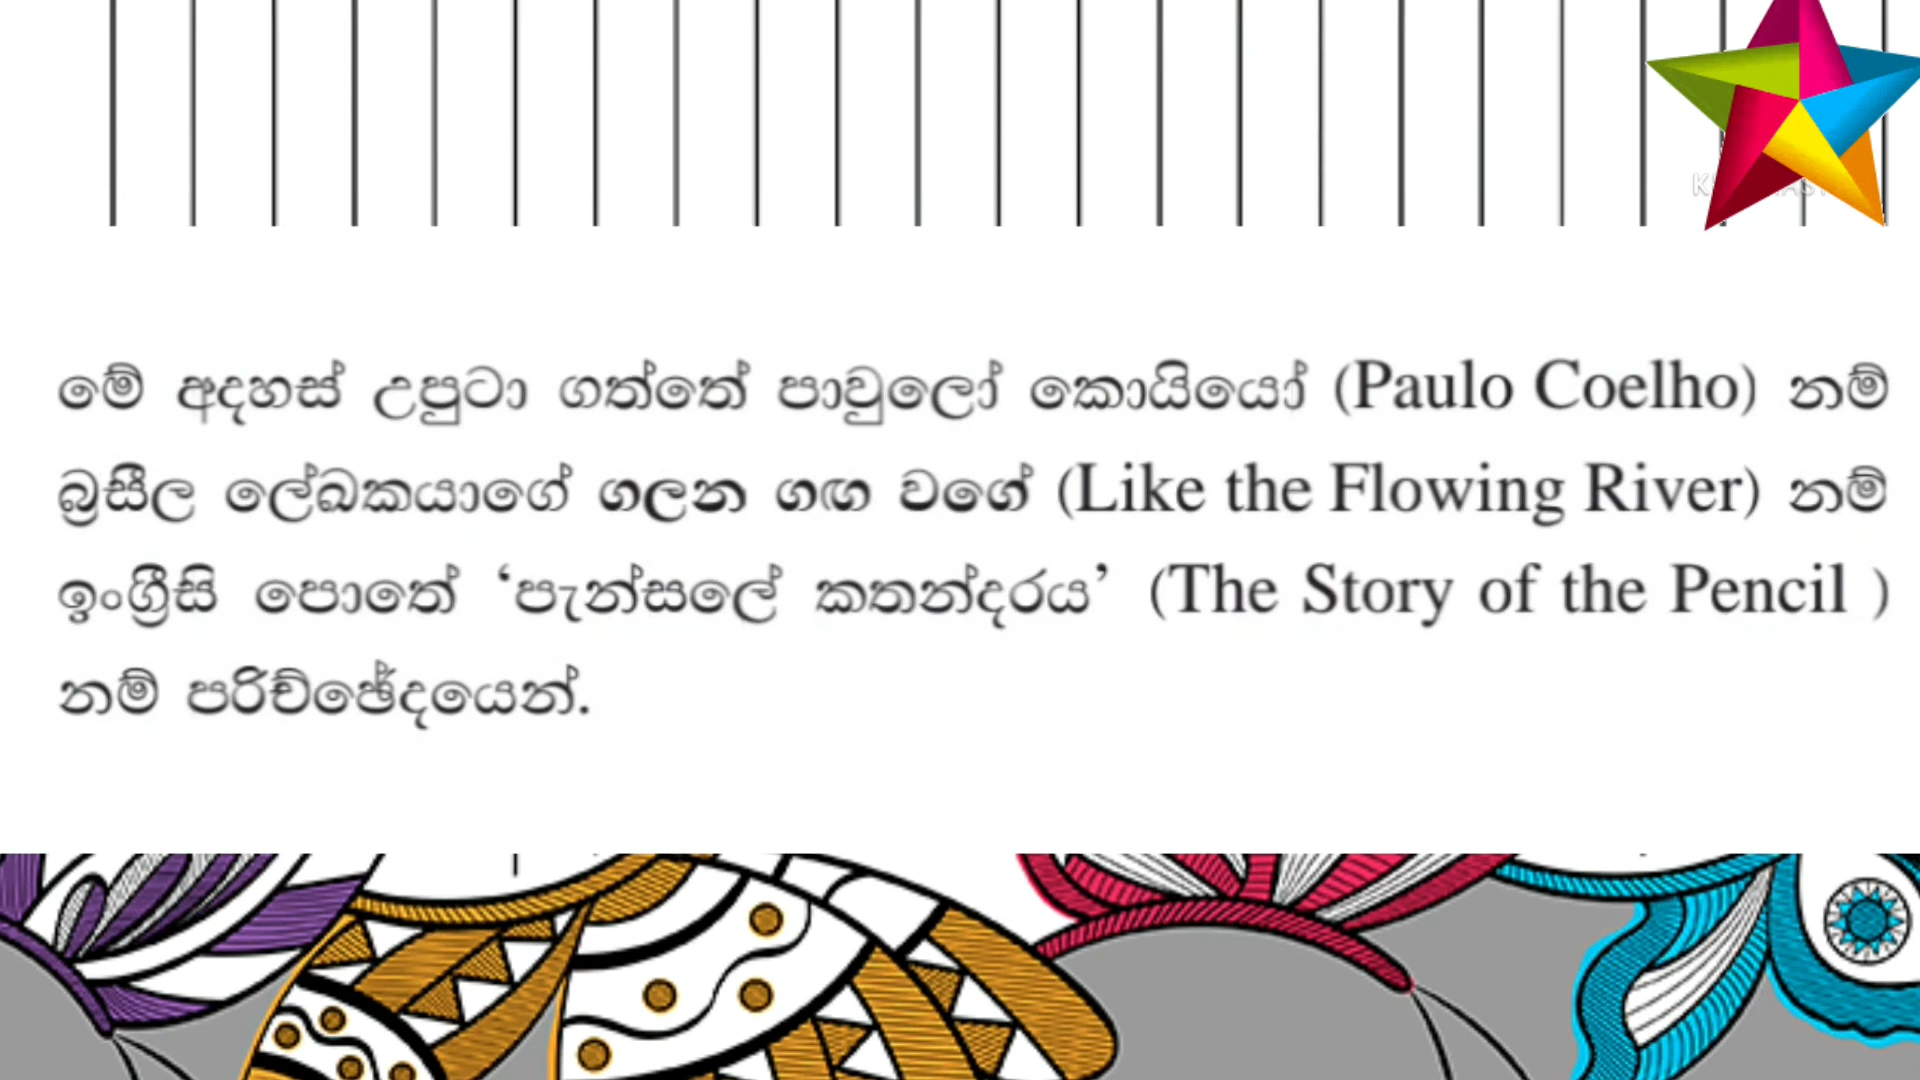 මේ අදහස් උපුටා ගත්තේ පාවුලෝ කොයියෝ (Paulo Coelho) නම්
බ්‍රසීල ලේඛකයාගේ ගලන ගඟ වගේ (Like the Flowing River) නම්
ඉංග්‍රීසි පොතේ ‘පැන්සලේ කතන්දරය’ (The Story of the Pencil )
නම් පරිච්ඡේදයෙන්.